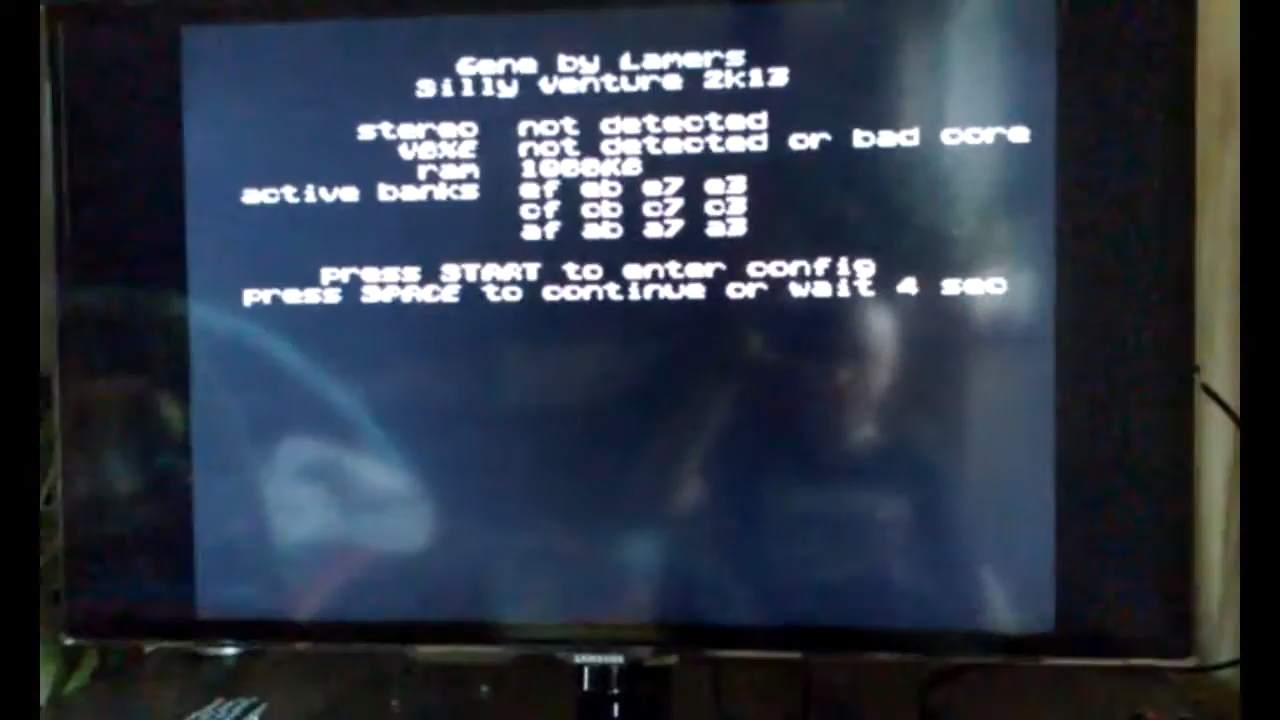 Gene by Lamers
Silly Venture 2k13
stereo not detected
VBXE not detected or bad core
ram 1088KB
active banks ef eb e7 e3
cf cb c7 c3
af ab a7 a3
press START to enter config
press SPACE to continue or wait 4 sec
SAMSUNG